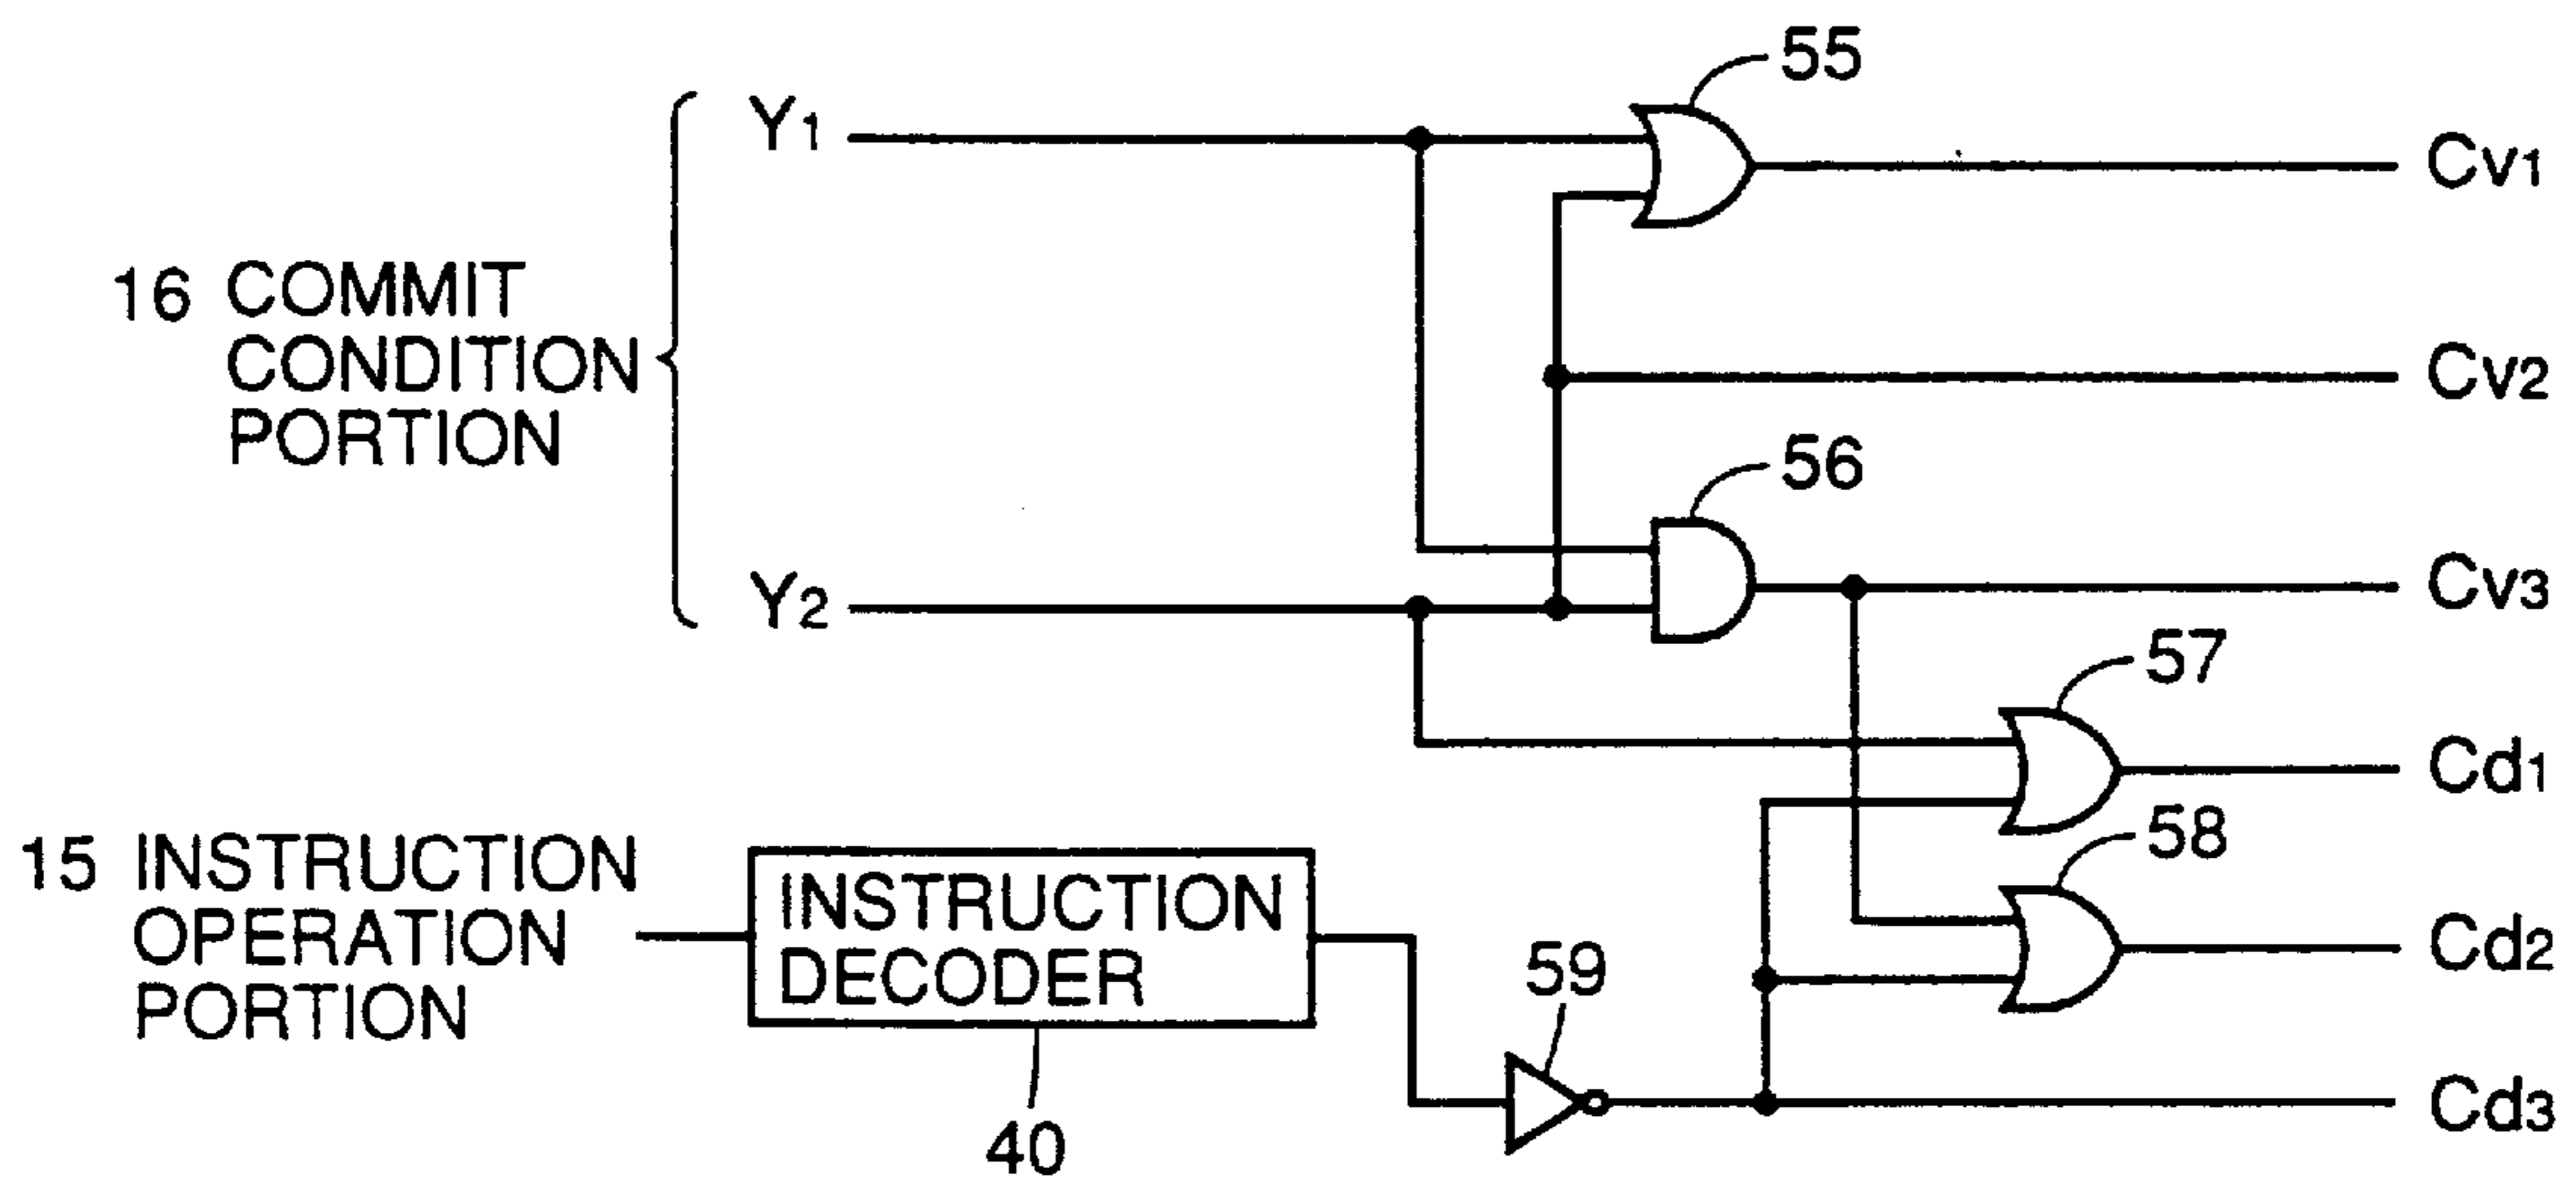 55
Y1
Cv1
16 COMMIT
CONDITION
PORTION
Cv2
56
Y2
Cv3
57
Cd1
58
15 INSTRUCTION
OPERATION
PORTION
INSTRUCTION
DECODER
Cd2
59
40
Cd3